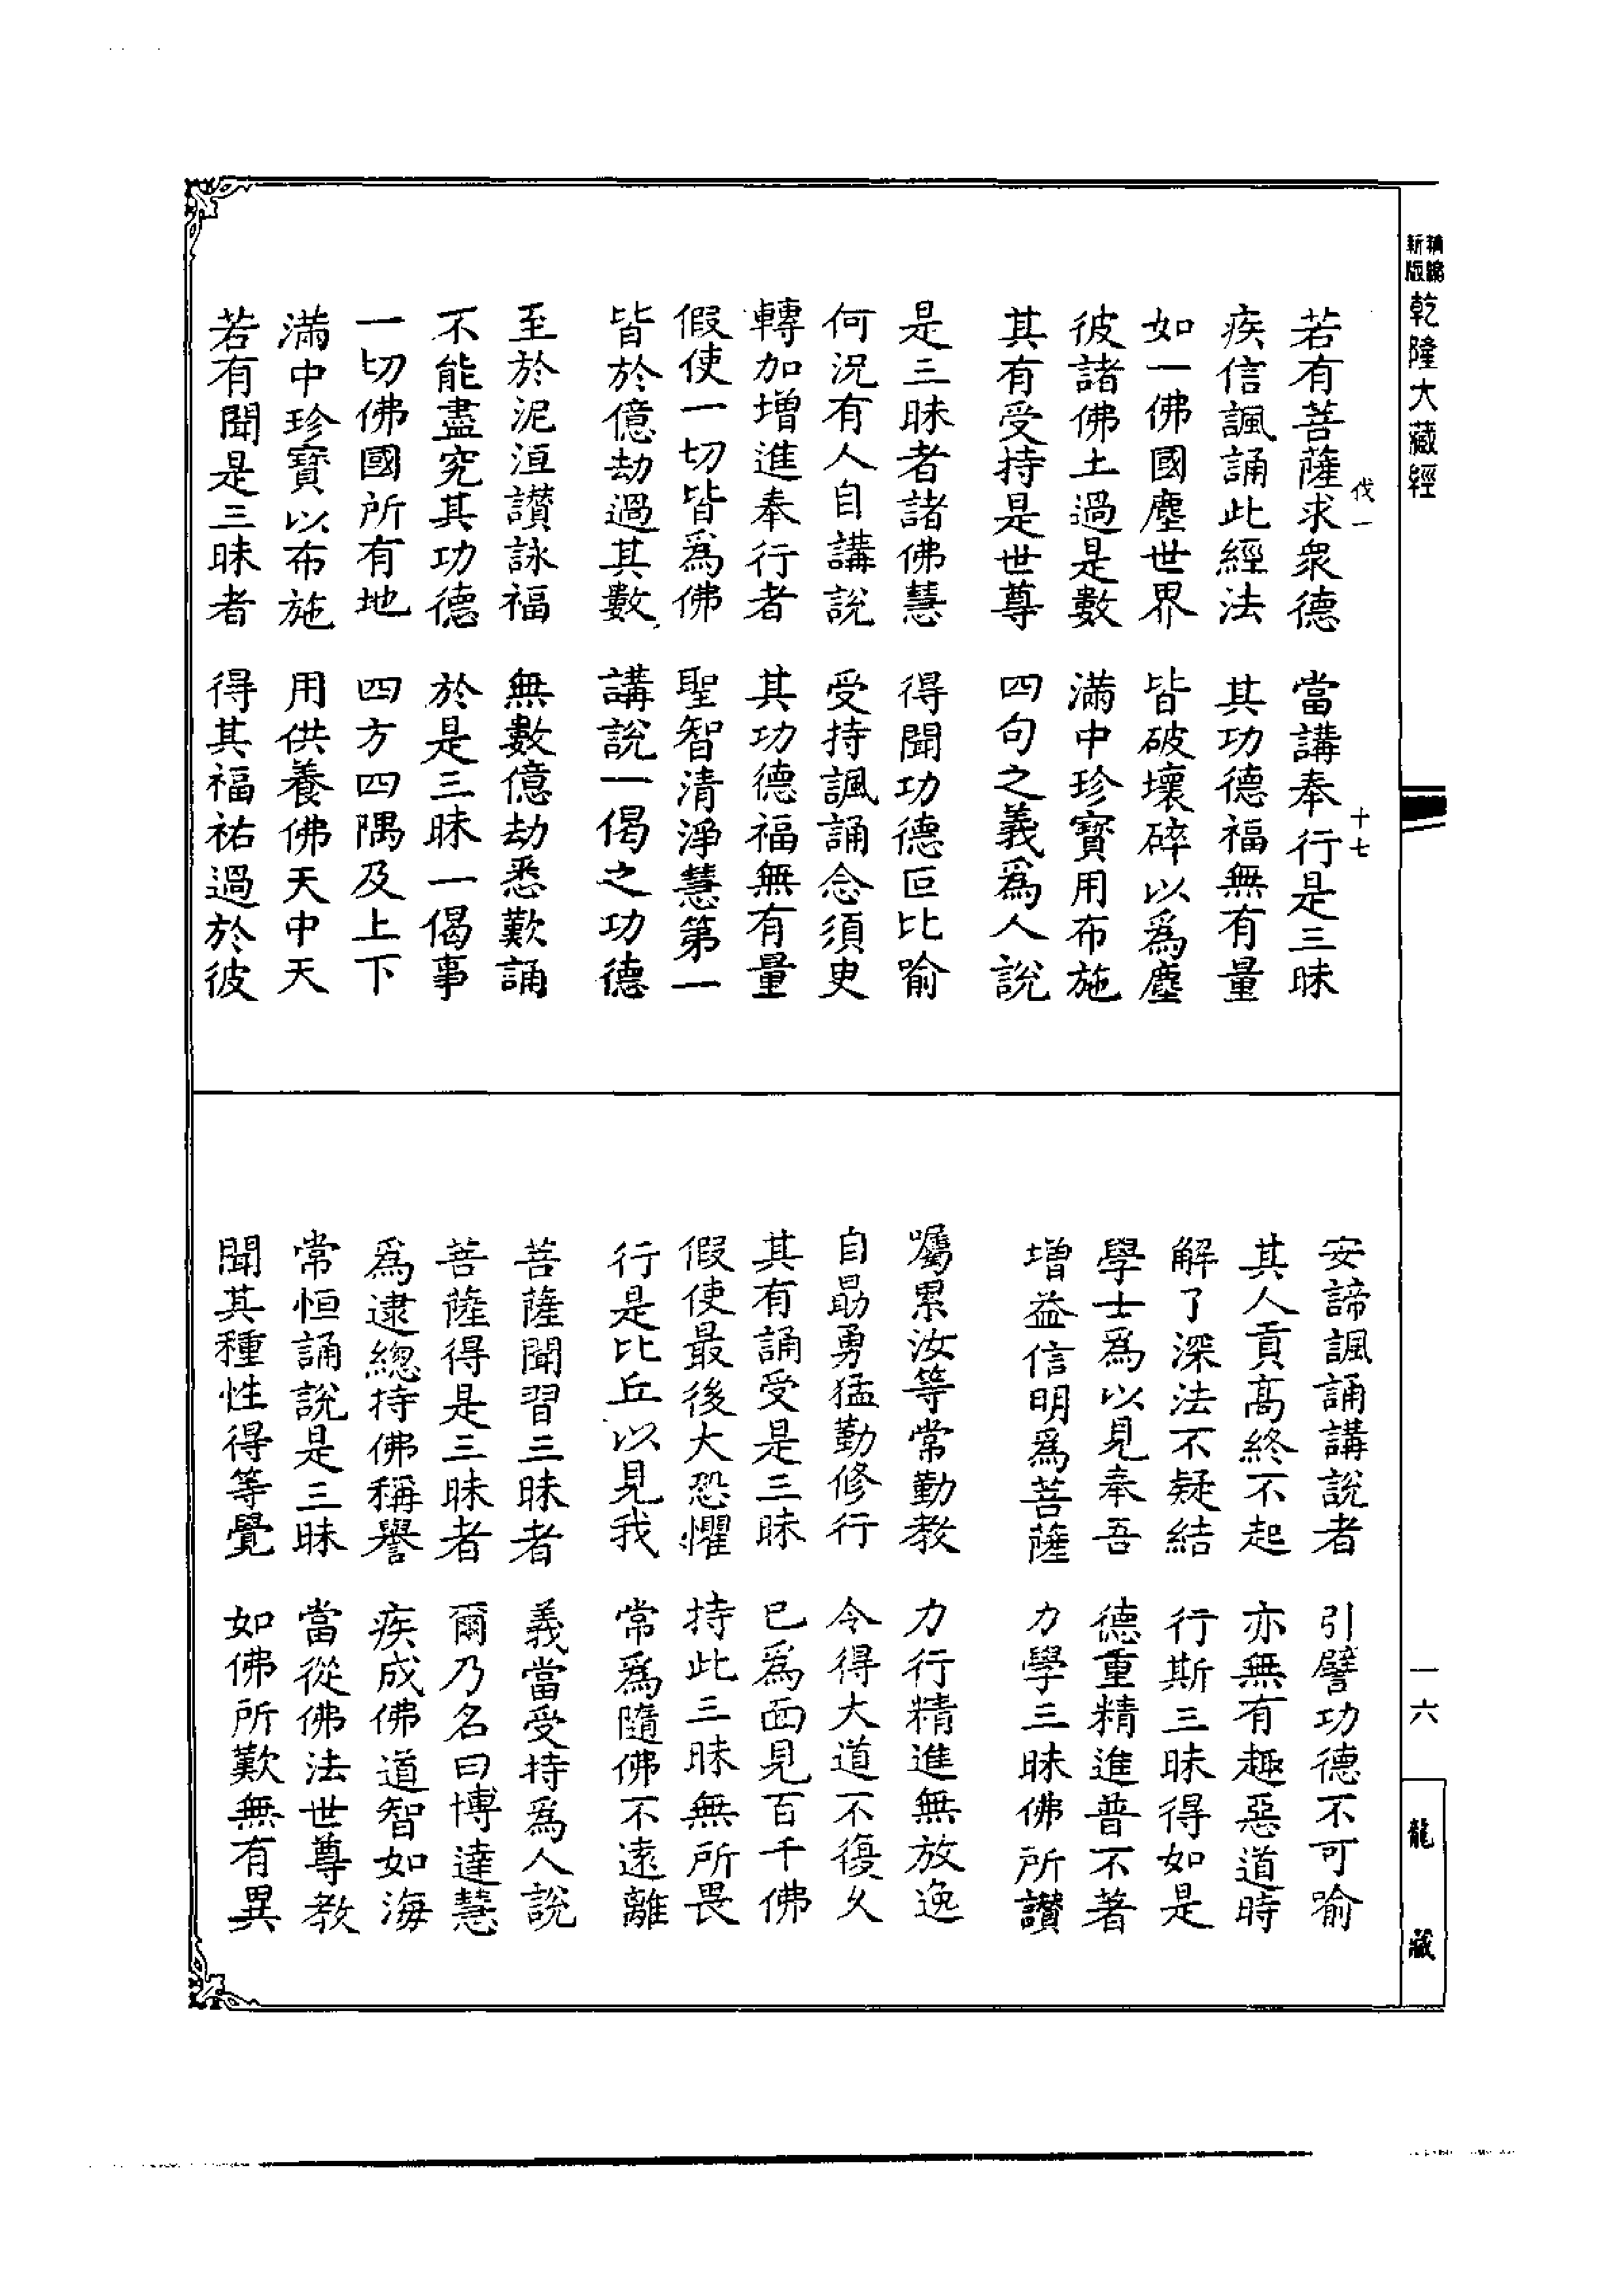 新編縮版 乾隆大藏經
若有菩薩求衆德 當講奉行是三昧
伐一 十七
疾信諷誦此經法 其功德福無有量
如一佛國塵世界 皆破壞碎以爲塵
彼諸佛土過是數 滿中珍寶用布施
其有受持是世尊 四句之義爲人說
是三昧者諸佛慧 得聞功德叵比喻
何況有人自講說 受持諷誦念須臾
轉加增進奉行者 其功德福無有量
假使一切皆爲佛 聖智清淨慧第一
皆於億劫過其數 講說一偈之功德
至於泥洹讃詠福 無數億劫悉歎誦
不能盡究其功德 於是三昧一偈事
一切佛國所有地 四方四隅及上下
滿中珍寶以布施 用供養佛天中天
若有聞是三昧者 得其福祐過於彼
安諦諷誦講說者 引譬功德不可喻
其人貢高終不起 亦無有趣惡道時
解了深法不疑結 行斯三昧得如是
學士爲以見奉吾 德重精進普不著
增益信明爲菩薩 力學三昧佛所讃
囑累汝等常勤教 力行精進無放逸
自勗勇猛勤修行 令得大道不復久
其有誦受是三昧 已爲面見百千佛
假使最後大恐懼 持此三昧無所畏
行是比丘以見我 常爲隨佛不遠離
菩薩聞習三昧者 義當受持爲人說
菩薩得是三昧者 爾乃名曰博達慧
爲逮總持佛稱譽 疾成佛道智如海
常恒誦說是三昧 當從佛法世尊教
聞其種性得等覺 如佛所歎無有異
一六
龍藏